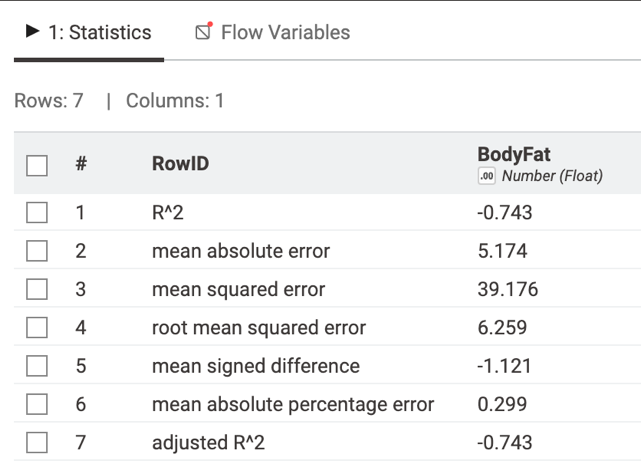 1: Statistics Flow Variables
Rows: 7 | Columns: 1
# RowID BodyFat
.00 Number (Float)
1 R^2 -0.743
2 mean absolute error 5.174
3 mean squared error 39.176
4 root mean squared error 6.259
5 mean signed difference -1.121
6 mean absolute percentage error 0.299
7 adjusted R^2 -0.743